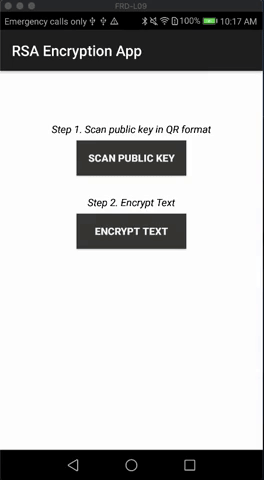 FRD-L09
Emergency calls only 100% 10:17 AM
RSA Encryption App
Step 1. Scan public key in QR format
SCAN PUBLIC KEY
Step 2. Encrypt Text
ENCRYPT TEXT